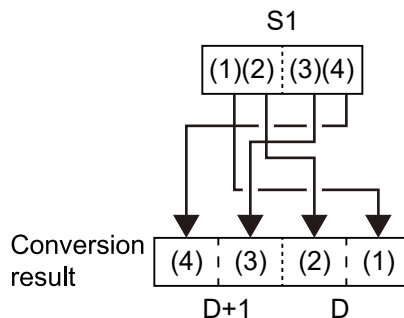 S1
(1)(2) (3)(4)
Conversion
result
(4) (3) (2) (1)
D+1 D